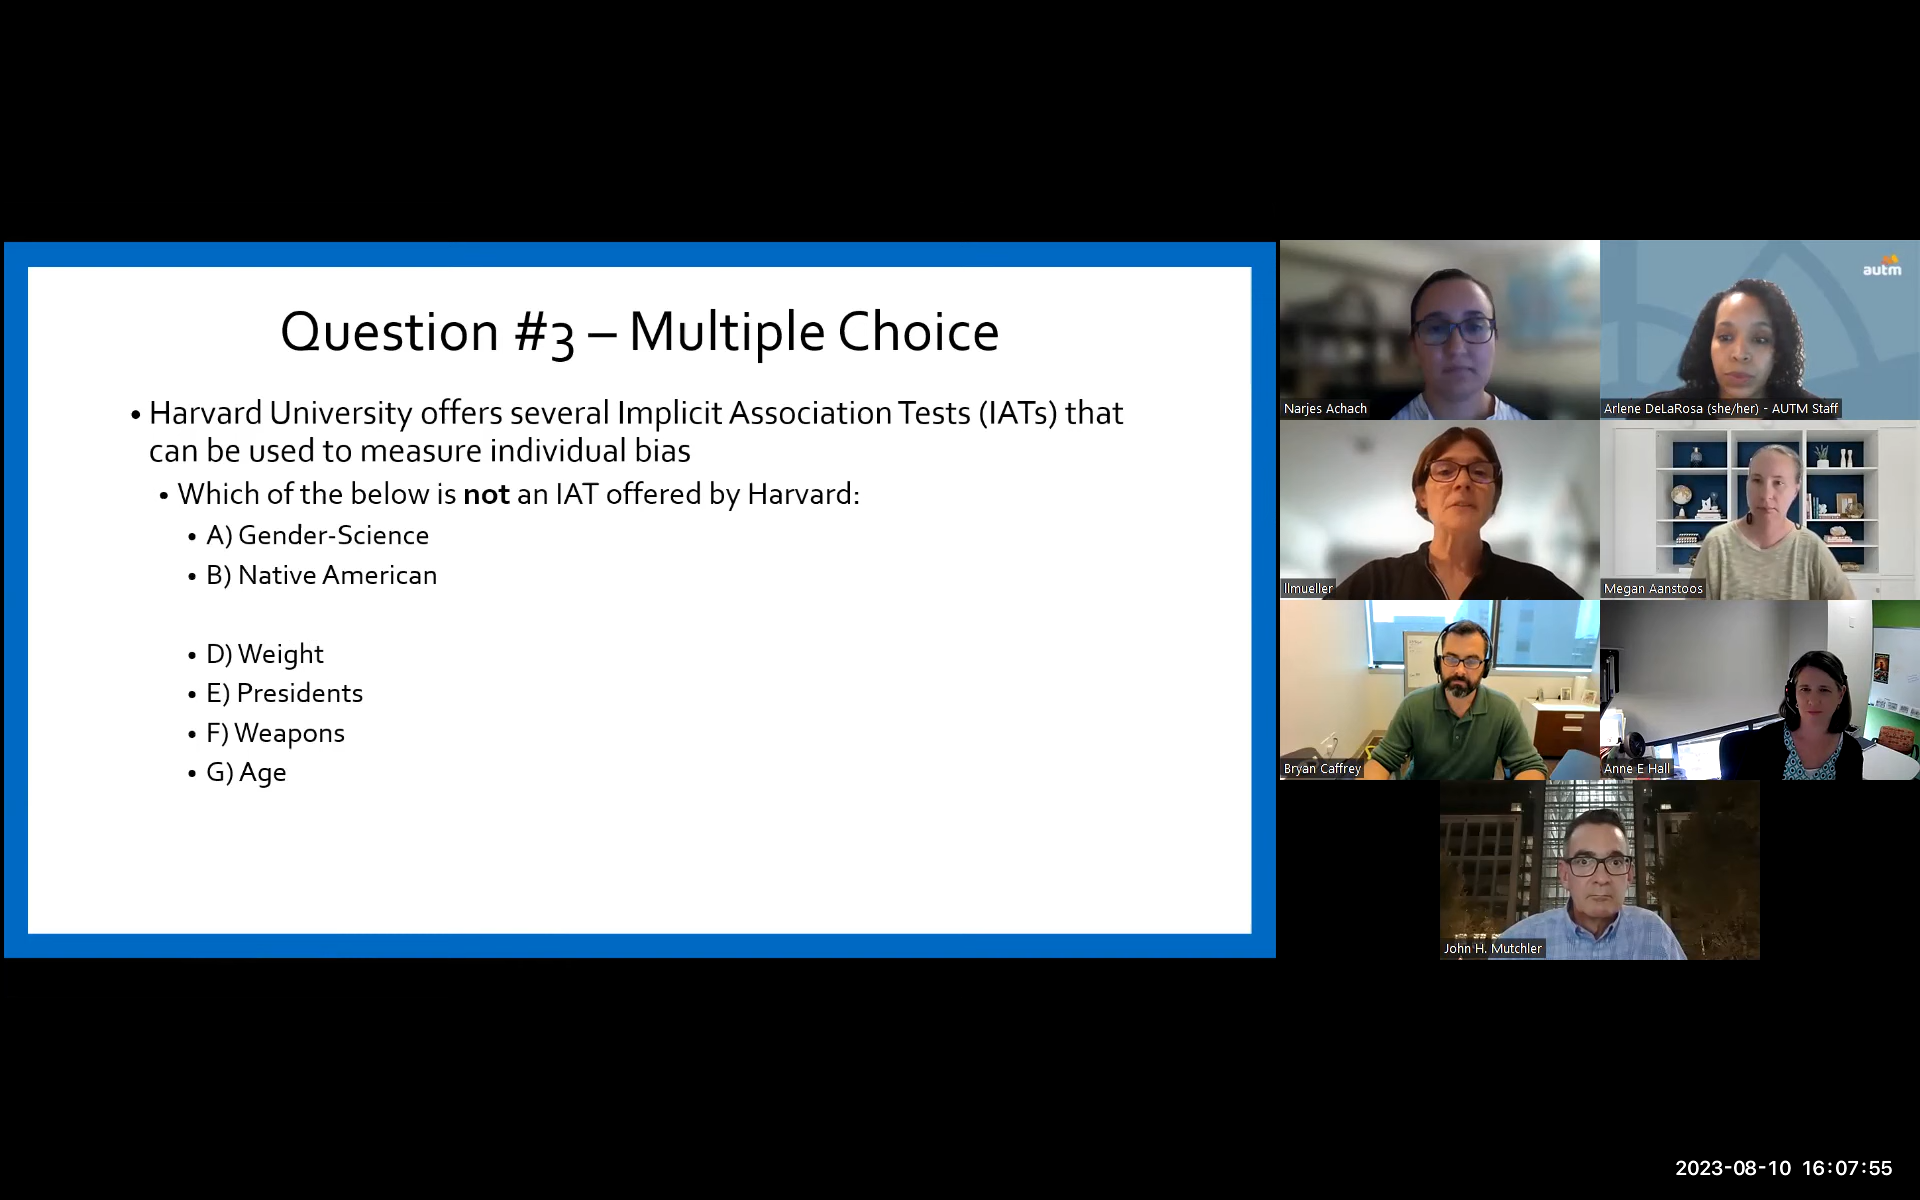 Question #3 – Multiple Choice
• Harvard University offers several Implicit Association Tests (IATs) that
can be used to measure individual bias
• Which of the below is not an IAT offered by Harvard:
• A) Gender-Science
• B) Native American
• D) Weight
• E) Presidents
• F) Weapons
• G) Age
Narjes Achach
autm
Arlene DeLaRosa (she/her) - AUTM Staff
llmueller
Megan Aanstoos
Bryan Caffrey
Anne E Hall
John H. Mutchler
2023-08-10 16:07:55